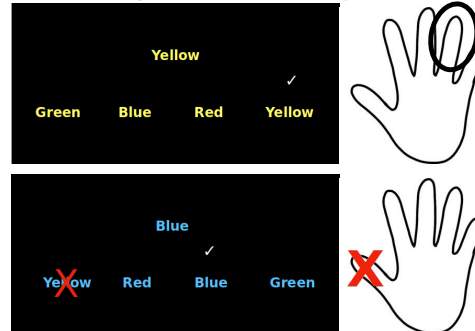 Yellow
✓
Green Blue Red Yellow
Blue
✓
Yellow Red Blue Green